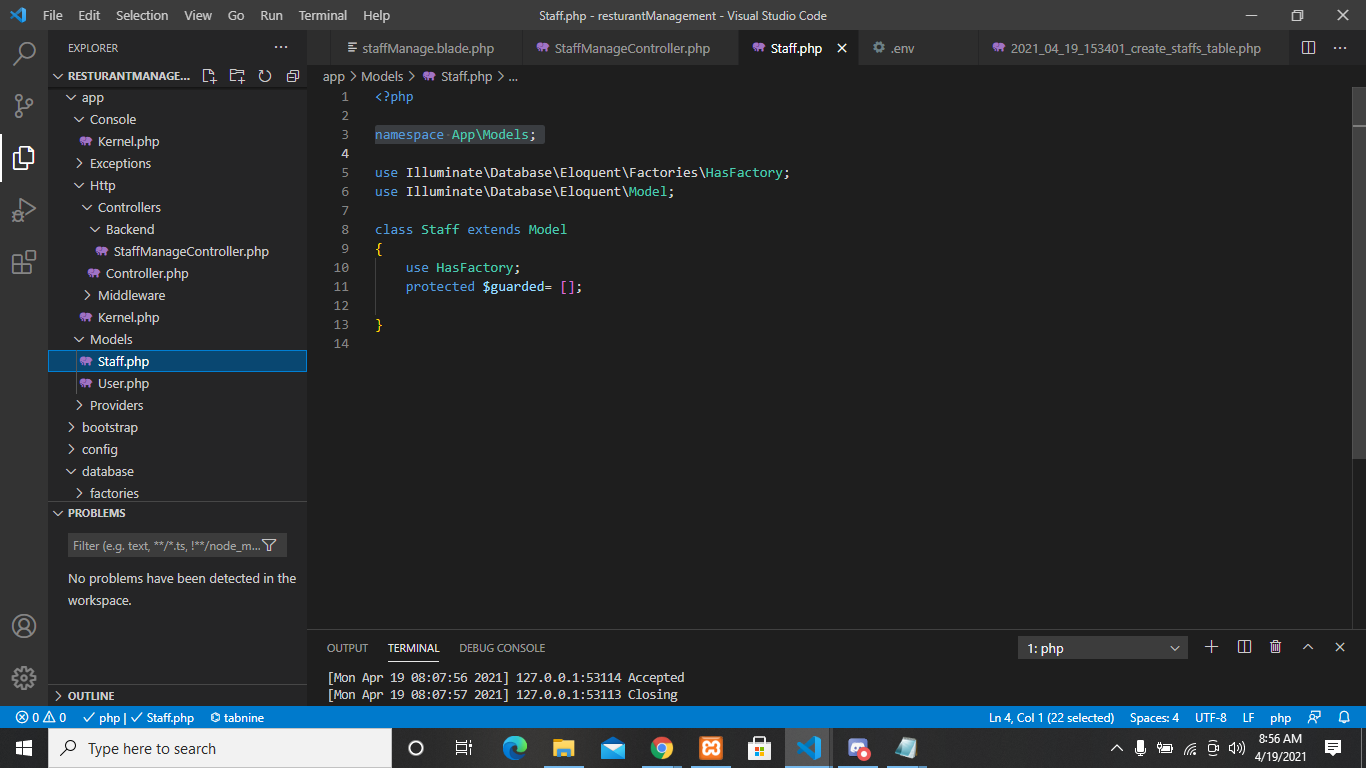 File Edit Selection View Go Run Terminal Help Staff.php - resturantManagement - Visual Studio Code
EXPLORER
staffManage.blade.php StaffManageController.php Staff.php .env 2021_04_19_153401_create_staffs_table.php
RESTURANTMANAGE...
app > Models > Staff.php > ...
app
Console
Kernel.php
Exceptions
Http
Controllers
Backend
StaffManageController.php
Controller.php
Middleware
Kernel.php
Models
Staff.php
User.php
Providers
bootstrap
config
database
factories
PROBLEMS
Filter (e.g. text, **/*.ts, !**/node_m...
No problems have been detected in the
workspace.
OUTLINE
1 <?php
2
3 namespace App\Models;
4
5 use Illuminate\Database\Eloquent\Factories\HasFactory;
6 use Illuminate\Database\Eloquent\Model;
7
8 class Staff extends Model
9 {
10 use HasFactory;
11 protected $guarded= [];
12
13 }
14
OUTPUT TERMINAL DEBUG CONSOLE 1: php
[Mon Apr 19 08:07:56 2021] 127.0.0.1:53114 Accepted
[Mon Apr 19 08:07:57 2021] 127.0.0.1:53113 Closing
0 0 php | Staff.php tabnine Ln 4, Col 1 (22 selected) Spaces: 4 UTF-8 LF php
Type here to search
8:56 AM
4/19/2021